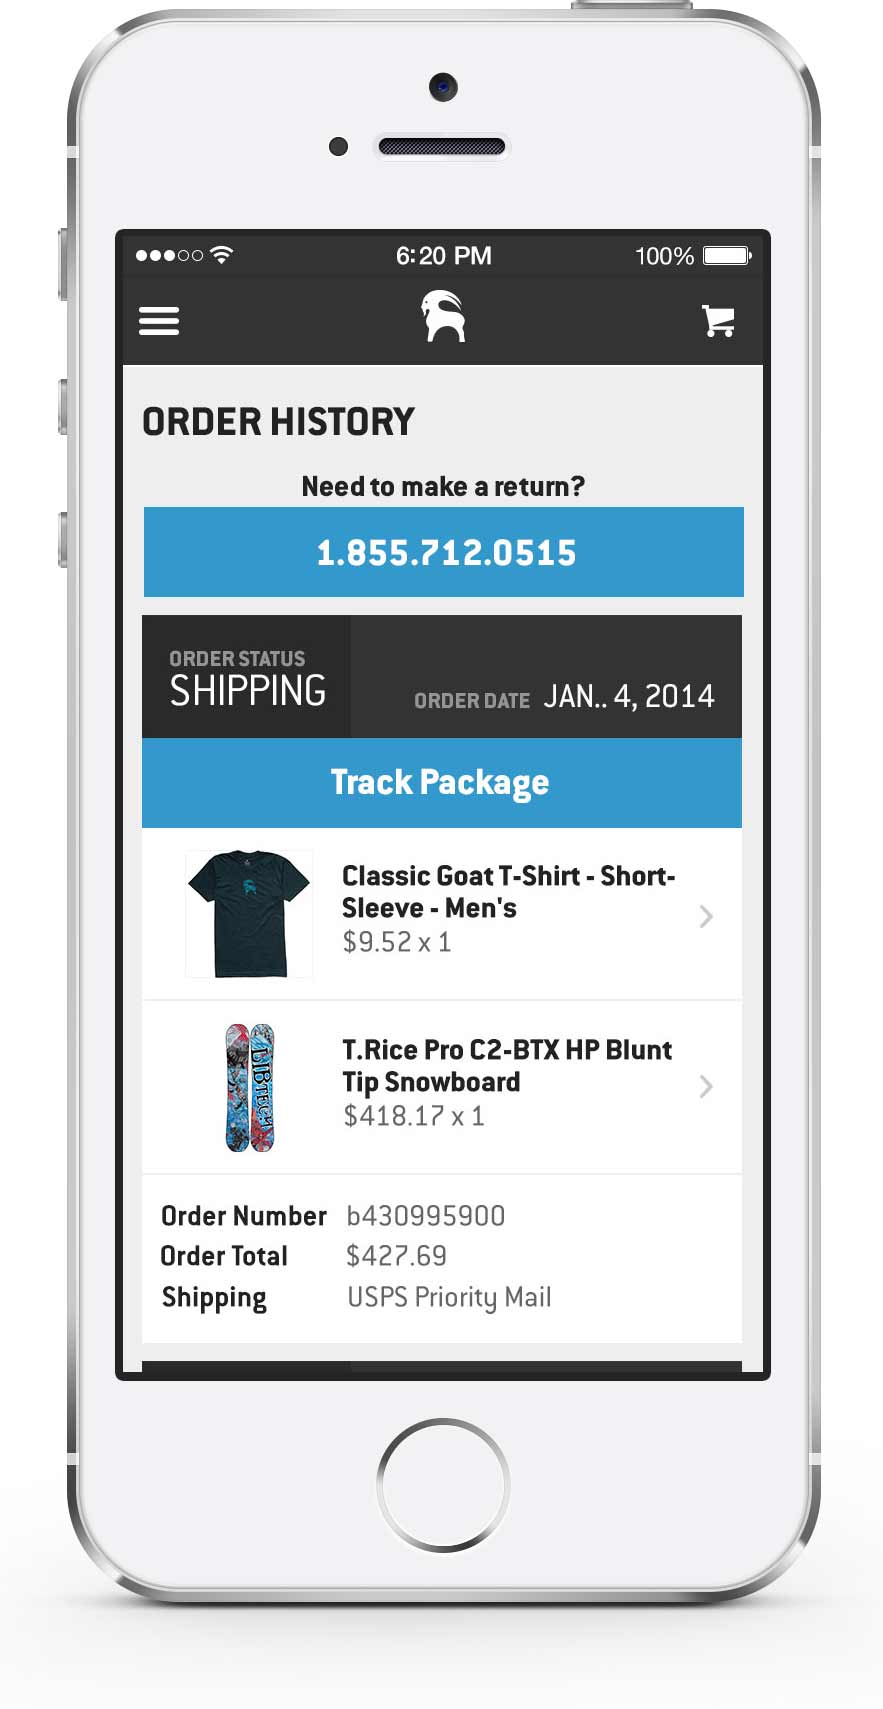 6:20 PM 100%
ORDER HISTORY
Need to make a return?
1.855.712.0515
ORDER STATUS
SHIPPING
ORDER DATE JAN.. 4, 2014
Track Package
Classic Goat T-Shirt - Short-
Sleeve - Men's
$9.52 x 1
LIBTECH
T.Rice Pro C2-BTX HP Blunt
Tip Snowboard
$418.17 x 1
Order Number b430995900
Order Total $427.69
Shipping USPS Priority Mail